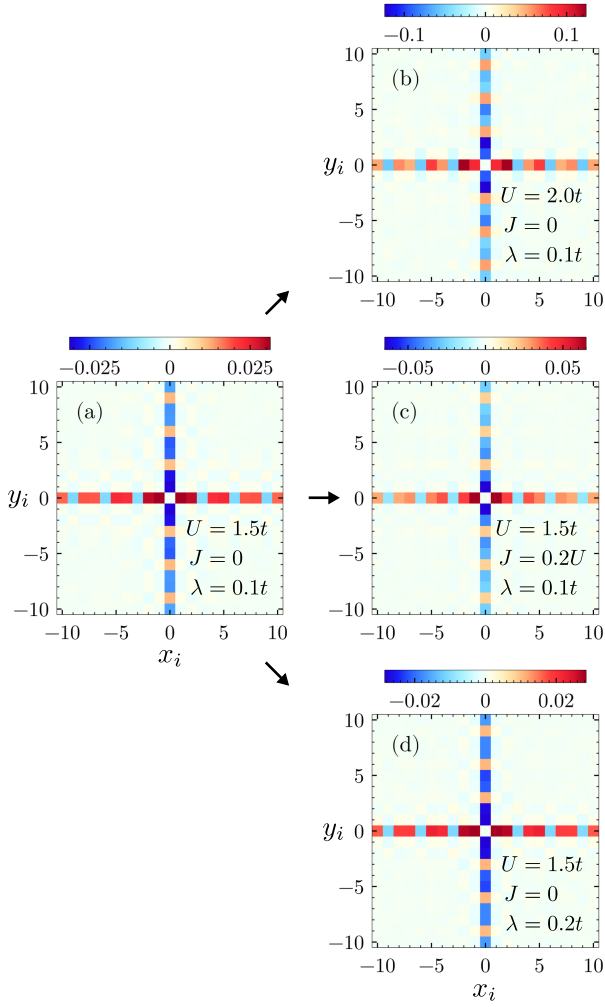 −0.1 0 0.1
10
5
y_i 0
−5
−10
(b)
U = 2.0t
J = 0
λ = 0.1t
−10 −5 0 5 10
−0.025 0 0.025
10
5
y_i 0
−5
−10
(a)
U = 1.5t
J = 0
λ = 0.1t
−10 −5 0 5 10
x_i
−0.05 0 0.05
10
5
y_i 0
−5
−10
(c)
U = 1.5t
J = 0.2U
λ = 0.1t
−10 −5 0 5 10
−0.02 0 0.02
10
5
y_i 0
−5
−10
(d)
U = 1.5t
J = 0
λ = 0.2t
−10 −5 0 5 10
x_i